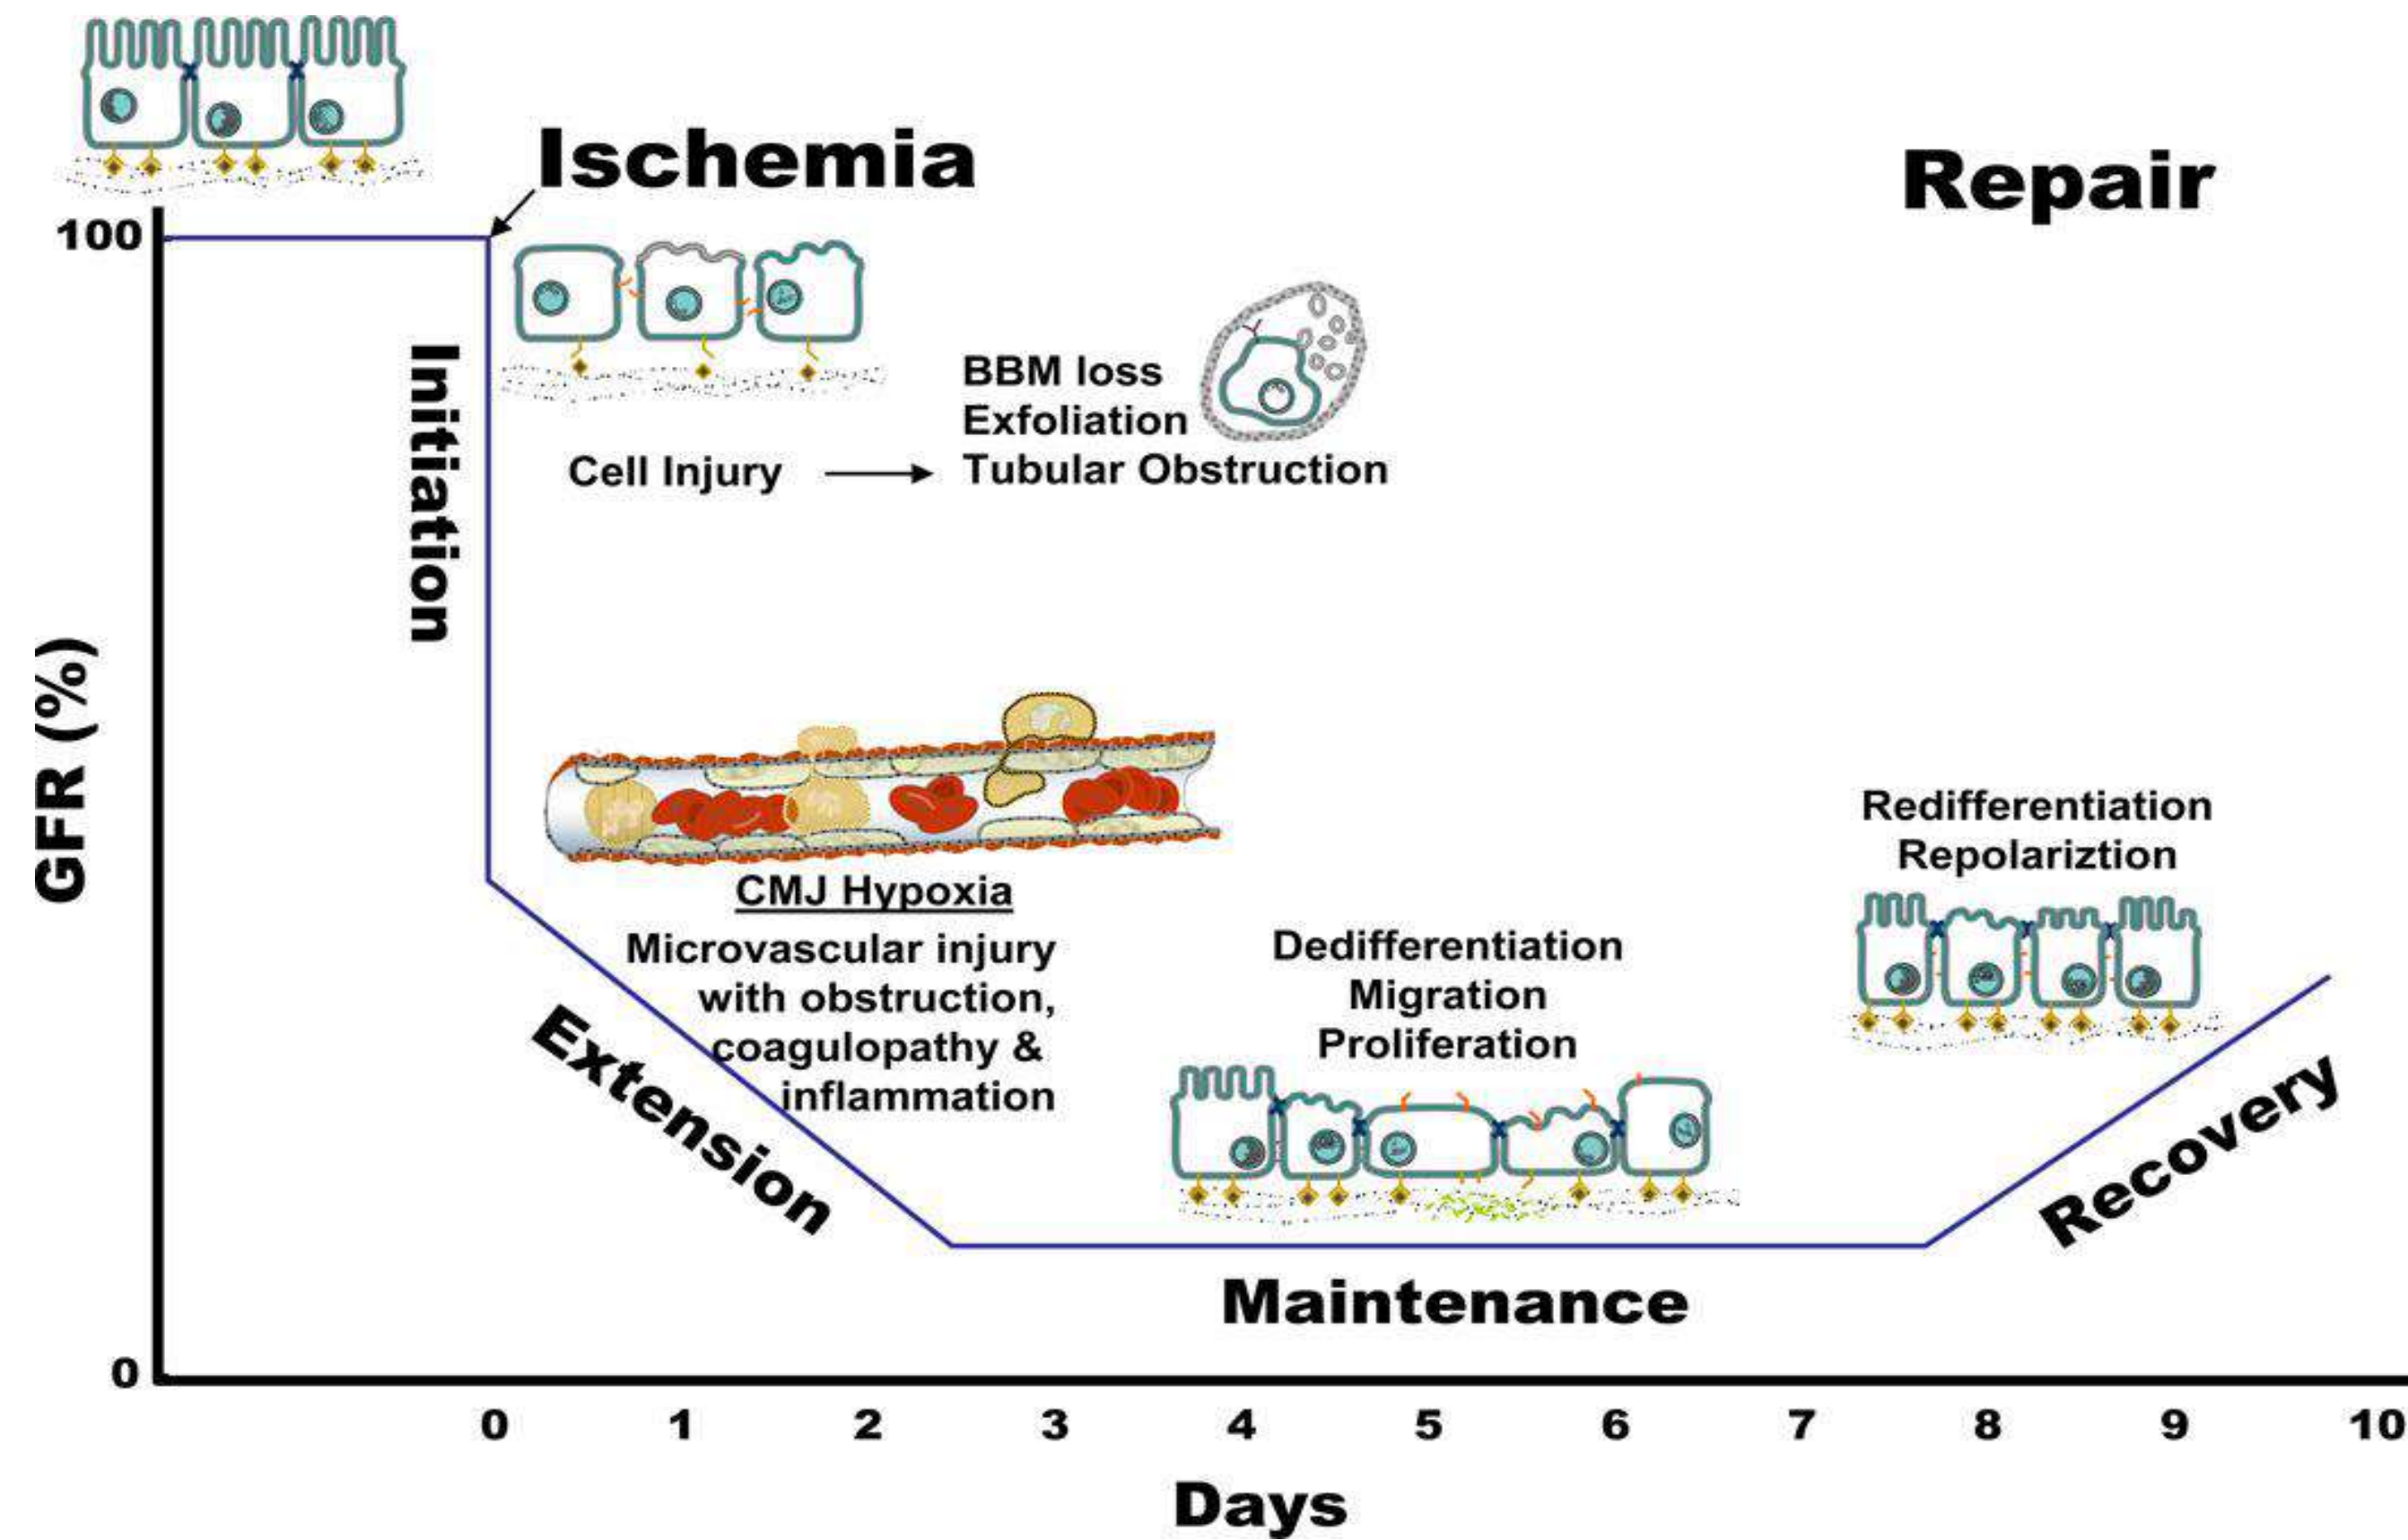 Ischemia
Repair
100
Initiation
BBM loss
Exfoliation
Cell Injury
Tubular Obstruction
GFR (%)
CMJ Hypoxia
Microvascular injury
with obstruction,
coagulopathy &
inflammation
Extension
Dedifferentiation
Migration
Proliferation
Redifferentiation
Repolariztion
Recovery
Maintenance
0
0 1 2 3 4 5 6 7 8 9 10
Days